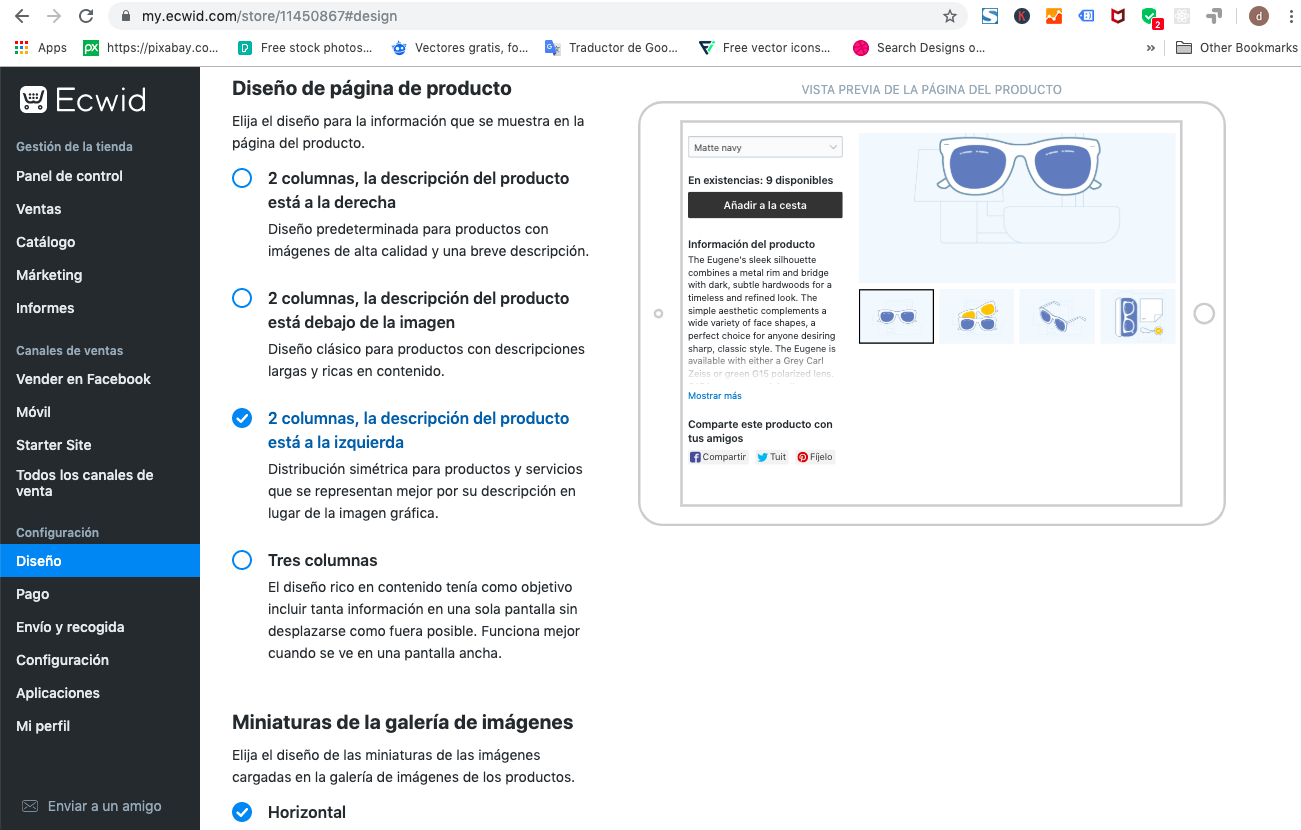 my.ecwid.com/store/11450867#design
2
d
Apps
https://pixabay.co...
Free stock photos...
Vectores gratis, fo...
Traductor de Goo...
Free vector icons...
Search Designs o...
»
Other Bookmarks
Ecwid
Gestión de la tienda
Panel de control
Ventas
Catálogo
Márketing
Informes
Canales de ventas
Vender en Facebook
Móvil
Starter Site
Todos los canales de
venta
Configuración
Diseño
Pago
Envío y recogida
Configuración
Aplicaciones
Mi perfil
Enviar a un amigo
Diseño de página de producto
Elija el diseño para la información que se muestra en la
página del producto.
2 columnas, la descripción del producto
está a la derecha
Diseño predeterminada para productos con
imágenes de alta calidad y una breve descripción.
2 columnas, la descripción del producto
está debajo de la imagen
Diseño clásico para productos con descripciones
largas y ricas en contenido.
2 columnas, la descripción del producto
está a la izquierda
Distribución simétrica para productos y servicios
que se representan mejor por su descripción en
lugar de la imagen gráfica.
Tres columnas
El diseño rico en contenido tenía como objetivo
incluir tanta información en una sola pantalla sin
desplazarse como fuera posible. Funciona mejor
cuando se ve en una pantalla ancha.
Miniaturas de la galería de imágenes
Elija el diseño de las miniaturas de las imágenes
cargadas en la galería de imágenes de los productos.
Horizontal
VISTA PREVIA DE LA PÁGINA DEL PRODUCTO
Matte navy
En existencias: 9 disponibles
Añadir a la cesta
Información del producto
The Eugene's sleek silhouette
combines a metal rim and bridge
with dark, subtle hardwoods for a
timeless and refined look. The
simple aesthetic complements a
wide variety of face shapes, a
perfect choice for anyone desiring
sharp, classic style. The Eugene is
available with either a Grey Carl
Zeiss or green G15 polarized lens.
Mostrar más
Comparte este producto con
tus amigos
Compartir
Tuit
Fíjelo